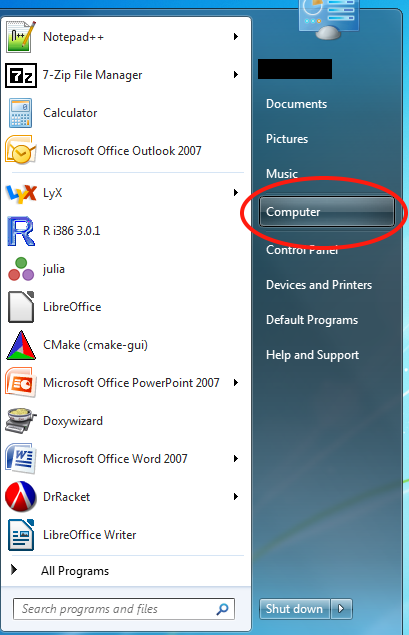 Notepad++
7-Zip File Manager
Calculator
Microsoft Office Outlook 2007
LyX
R i386 3.0.1
julia
LibreOffice
CMake (cmake-gui)
Microsoft Office PowerPoint 2007
Doxywizard
Microsoft Office Word 2007
DrRacket
LibreOffice Writer
All Programs
Search programs and files
Documents
Pictures
Music
Computer
Control Panel
Devices and Printers
Default Programs
Help and Support
Shut down